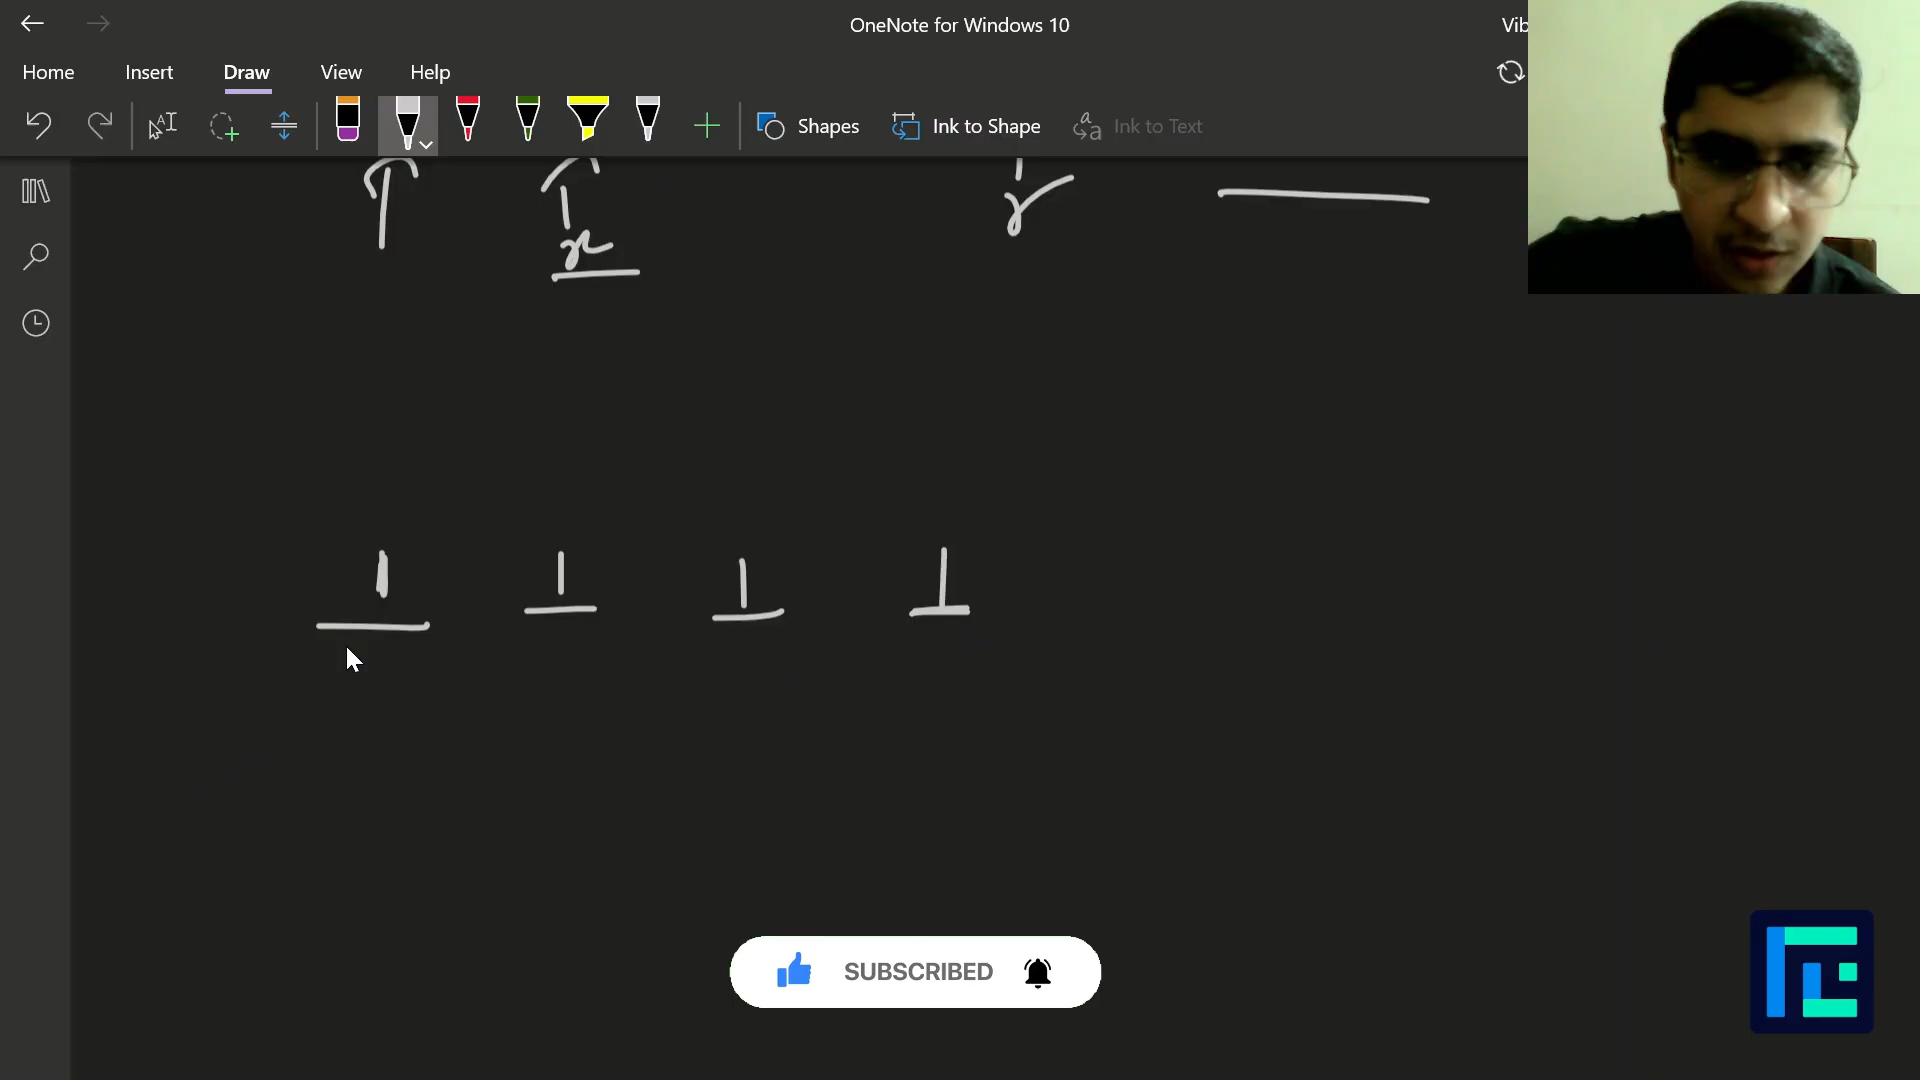 OneNote for Windows 10
Vib
Home Insert Draw View Help
Shapes Ink to Shape Ink to Text
r
x
1 1 1 1
SUBSCRIBED